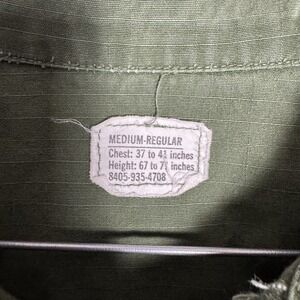 MEDIUM-REGULAR
Chest: 37 to 41 inches
Height: 67 to 71 inches
8405-935-4708